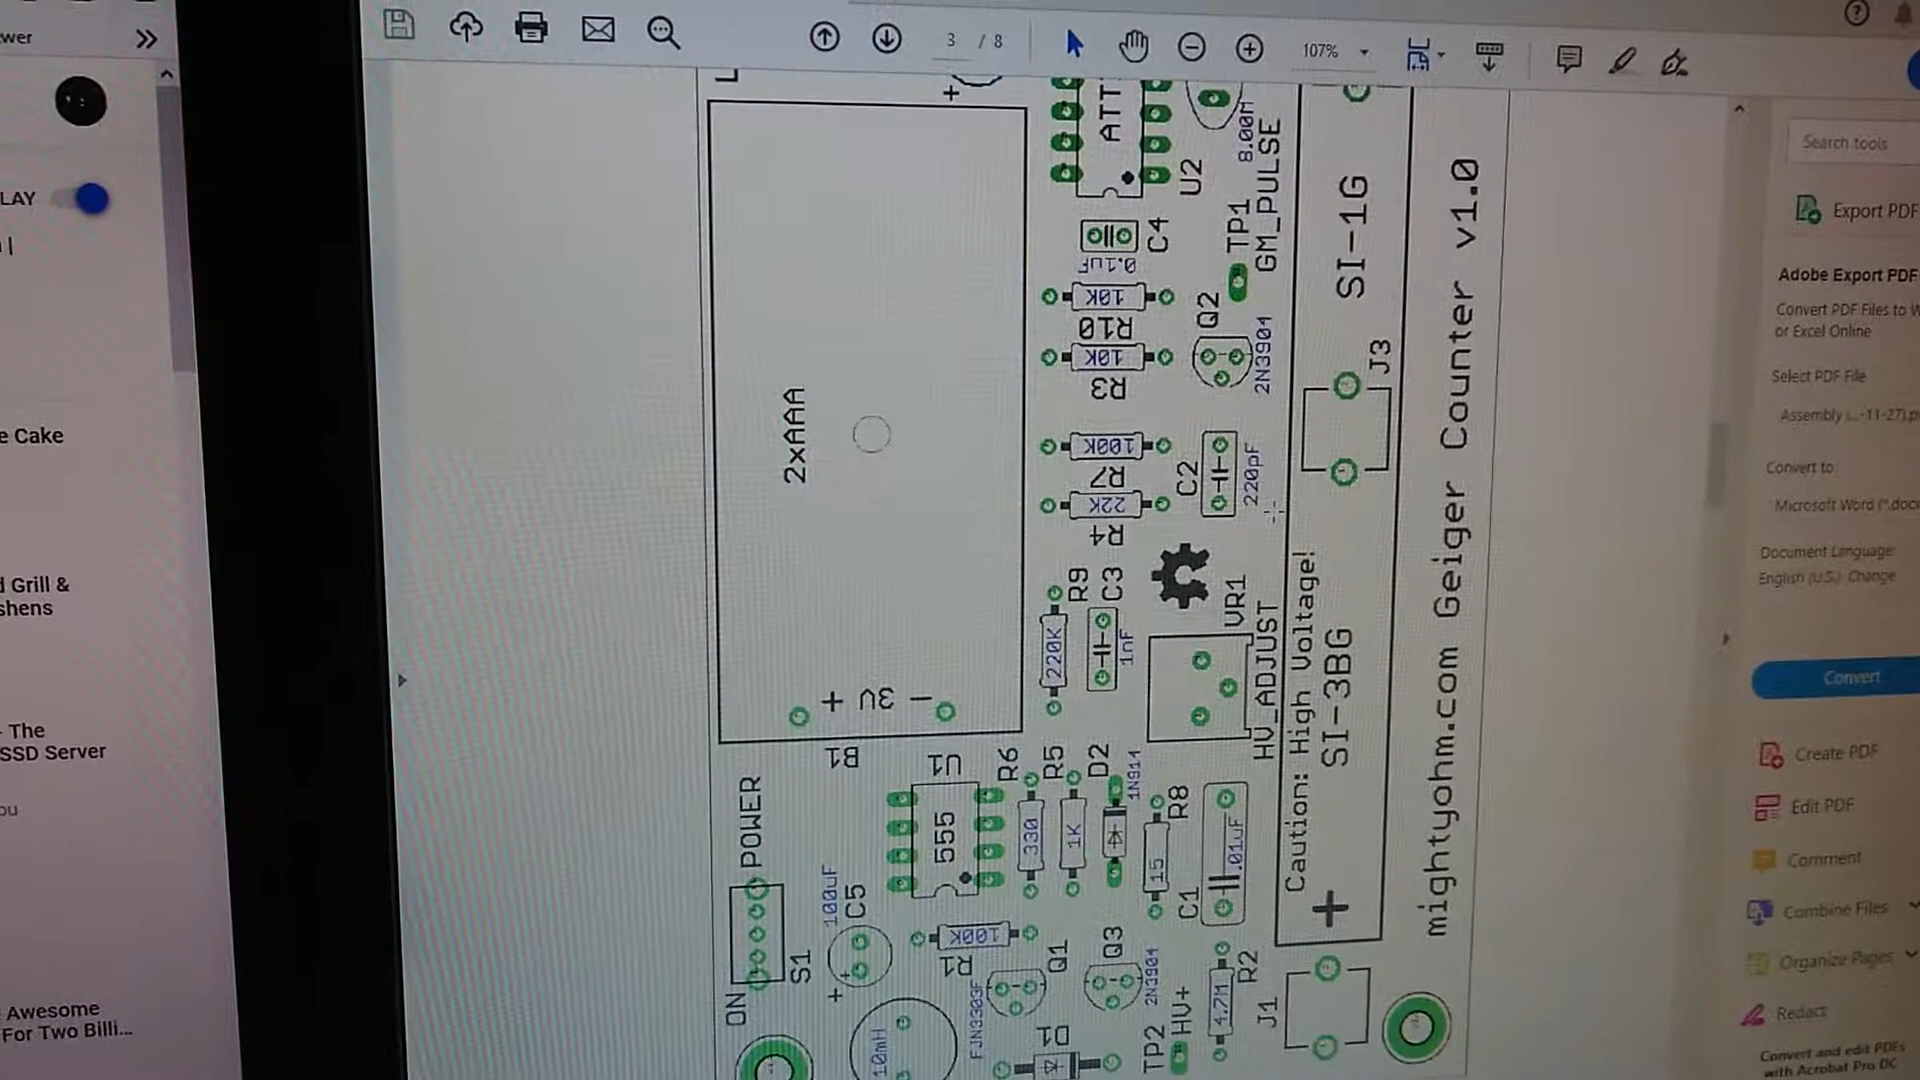 3 / 8
107%
LAY
e Cake
d Grill &
shens
- The
SSD Server
ou
Awesome
For Two Billi...
Search tools
Export PDF
Adobe Export PDF
Convert PDF Files to W
or Excel Online
Select PDF File
Assembly (...-11-27).p
Convert to
Microsoft Word (*.docx
Document Language:
English (U.S.) Change
Convert
Create PDF
Edit PDF
Comment
Combine Files
Organize Pages
Redact
Convert and edit PDFs
with Acrobat Pro DC
2xAAA
+ 3V -
B1
POWER
ON
S1
100uF
C5
+
10mH
U1
555
R6
330
R5
1K
D2
1N914
R8
15
C1
.01uF
R1
100K
Q1
FJN3303F
Q3
2N3904
D1
TP2
HV+
R2
4.7M
J1
R9
220K
C3
1nF
VR1
HV_ADJUST
R4
22K
R7
100K
C2
220pF
R3
10K
R10
10K
Q2
2N3904
C4
0.1uF
TP1
GM_PULSE
U2
ATT
8.00M
+
J3
SI-1G
SI-3BG
+
Caution: High Voltage!
mightyohm.com Geiger Counter v1.0